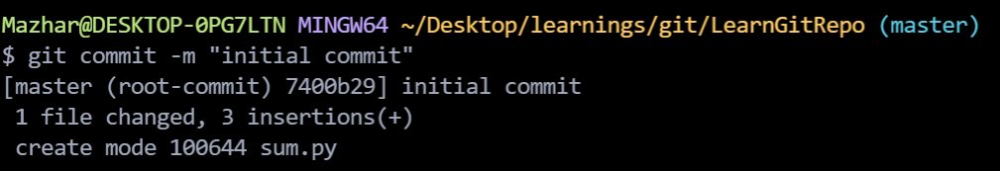 Mazhar@DESKTOP-0PG7LTN MINGW64 ~/Desktop/learnings/git/LearnGitRepo (master)
$ git commit -m "initial commit"
[master (root-commit) 7400b29] initial commit
 1 file changed, 3 insertions(+)
 create mode 100644 sum.py